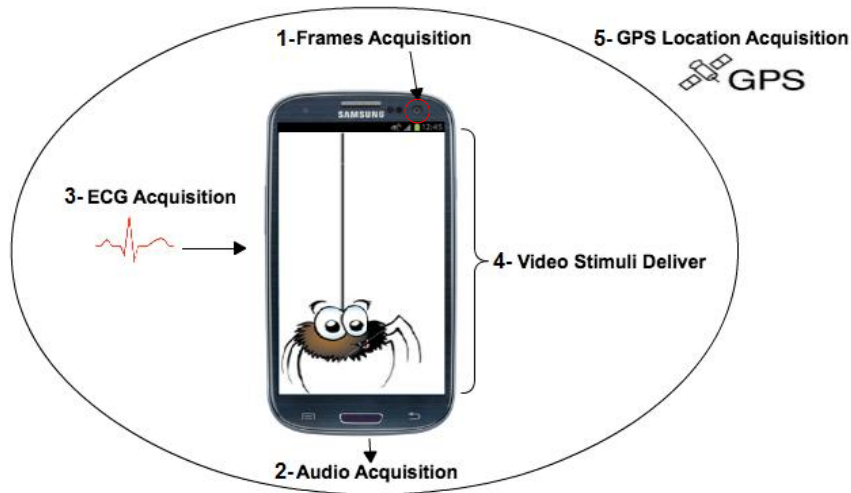 1-Frames Acquisition
5- GPS Location Acquisition
GPS
SAMSUNG
12:45
3- ECG Acquisition
4- Video Stimuli Deliver
2-Audio Acquisition